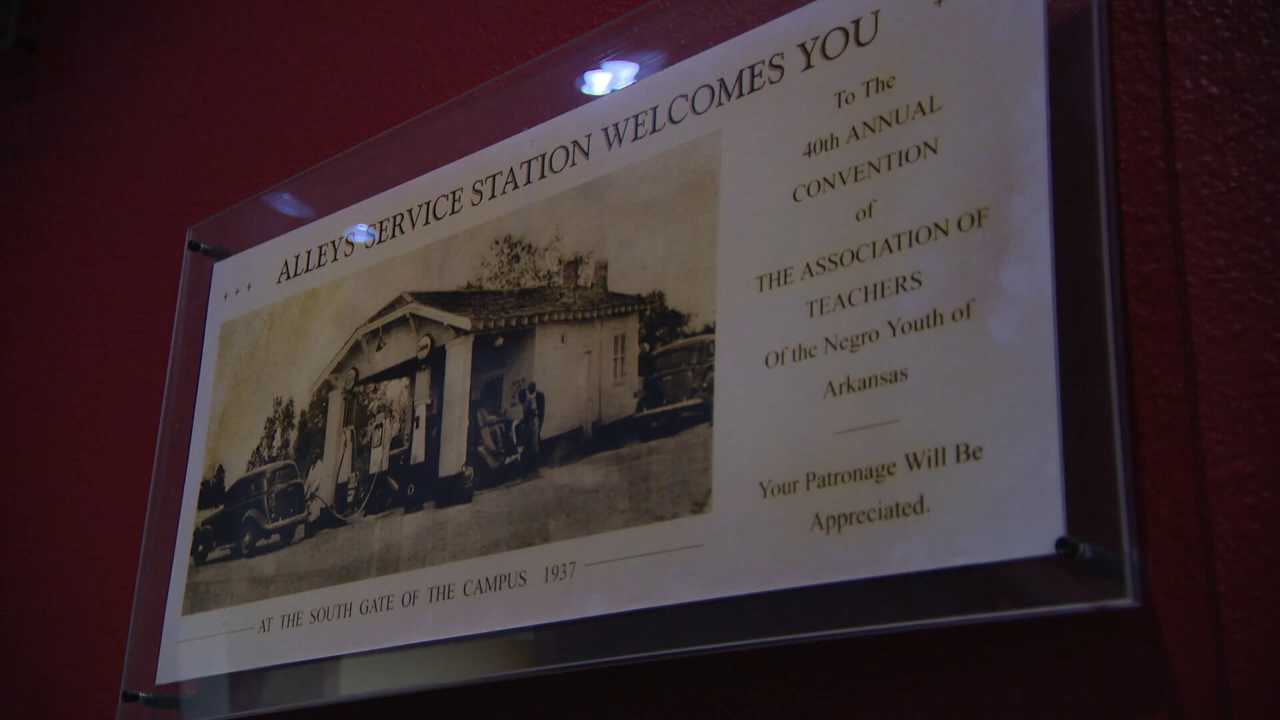 ALLEYS SERVICE STATION WELCOMES YOU
+ + +
To The
40th ANNUAL
CONVENTION
of
THE ASSOCIATION OF
TEACHERS
Of the Negro Youth of
Arkansas
Your Patronage Will Be
Appreciated.
AT THE SOUTH GATE OF THE CAMPUS 1937